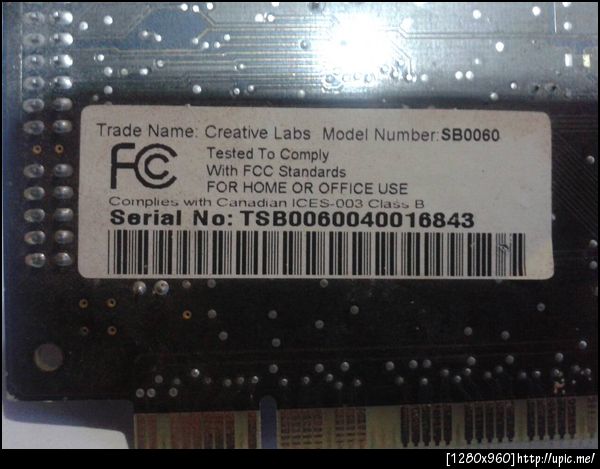 Trade Name: Creative Labs Model Number:SB0060
FC
Tested To Comply
With FCC Standards
FOR HOME OR OFFICE USE
Complies with Canadian ICES-003 Class B
Serial No: TSB0060040016843
[1280x960]http://upic.me/